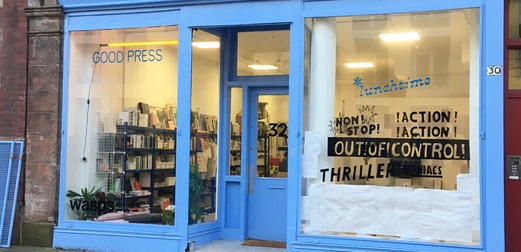 GOOD PRESS
wasps
32
lunchtime
NON! !ACTION!
STOP! !ACTION!
OUT!OF!CONTROL!
THRILLER
30